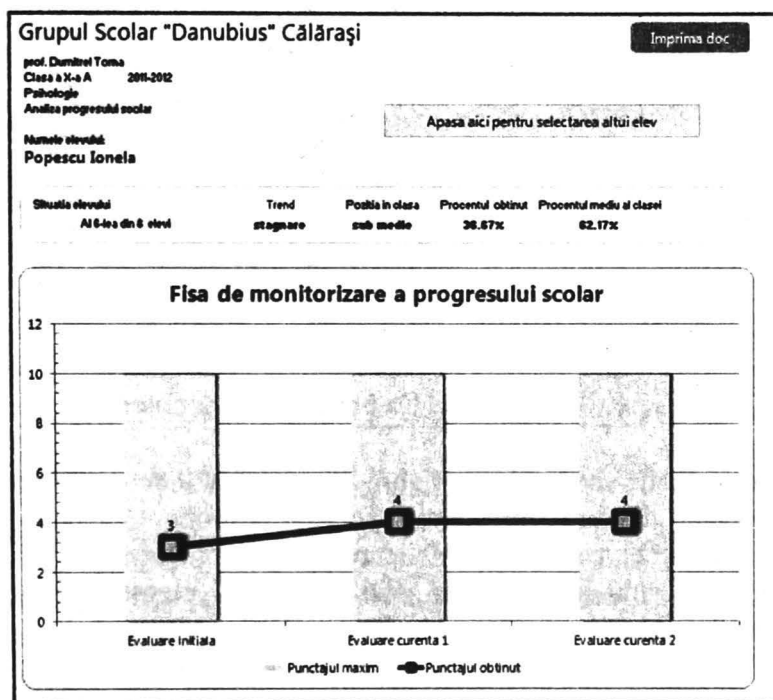 Grupul Scolar "Danubius" Călărași
Imprima doc
prof. Dumitrel Toma
Clasa a X-a A 2011-2012
Psihologie
Analiza progresului scolar
Apasa aici pentru selectarea altui elev
Numele elevului:
Popescu Ionela
Situatia elevului Trend Pozitia in clasa Procentul obtinut Procentul mediu al clasei
Al 6-lea din 8 elevi stagnare sub medie 36.67% 62.17%
Fisa de monitorizare a progresului scolar
12
10
8
6
4
2
0
3
4
4
Evaluare initiala Evaluare curenta 1 Evaluare curenta 2
Punctajul maxim Punctajul obtinut